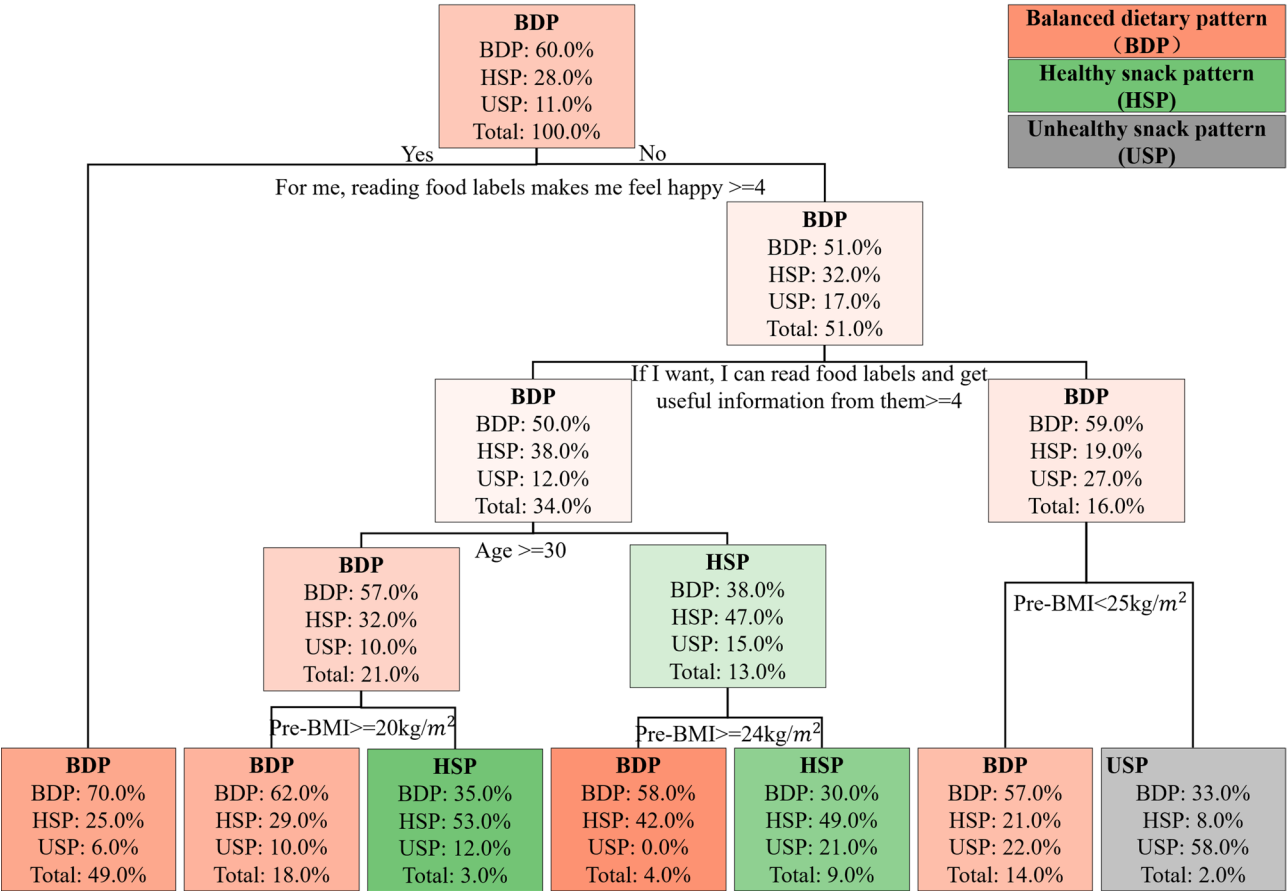 BDP
BDP: 60.0%
HSP: 28.0%
USP: 11.0%
Total: 100.0%
Balanced dietary pattern
（BDP）
Healthy snack pattern
(HSP)
Unhealthy snack pattern
(USP)
Yes
No
For me, reading food labels makes me feel happy >=4
BDP
BDP: 51.0%
HSP: 32.0%
USP: 17.0%
Total: 51.0%
If I want, I can read food labels and get
useful information from them>=4
BDP
BDP: 50.0%
HSP: 38.0%
USP: 12.0%
Total: 34.0%
BDP
BDP: 59.0%
HSP: 19.0%
USP: 27.0%
Total: 16.0%
Age >=30
BDP
BDP: 57.0%
HSP: 32.0%
USP: 10.0%
Total: 21.0%
HSP
BDP: 38.0%
HSP: 47.0%
USP: 15.0%
Total: 13.0%
Pre-BMI<25kg/m²
Pre-BMI>=20kg/m²
Pre-BMI>=24kg/m²
BDP
BDP: 70.0%
HSP: 25.0%
USP: 6.0%
Total: 49.0%
BDP
BDP: 62.0%
HSP: 29.0%
USP: 10.0%
Total: 18.0%
HSP
BDP: 35.0%
HSP: 53.0%
USP: 12.0%
Total: 3.0%
BDP
BDP: 58.0%
HSP: 42.0%
USP: 0.0%
Total: 4.0%
HSP
BDP: 30.0%
HSP: 49.0%
USP: 21.0%
Total: 9.0%
BDP
BDP: 57.0%
HSP: 21.0%
USP: 22.0%
Total: 14.0%
USP
BDP: 33.0%
HSP: 8.0%
USP: 58.0%
Total: 2.0%